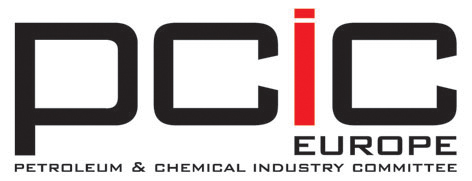 PCiC
EUROPE
PETROLEUM & CHEMICAL INDUSTRY COMMITTEE